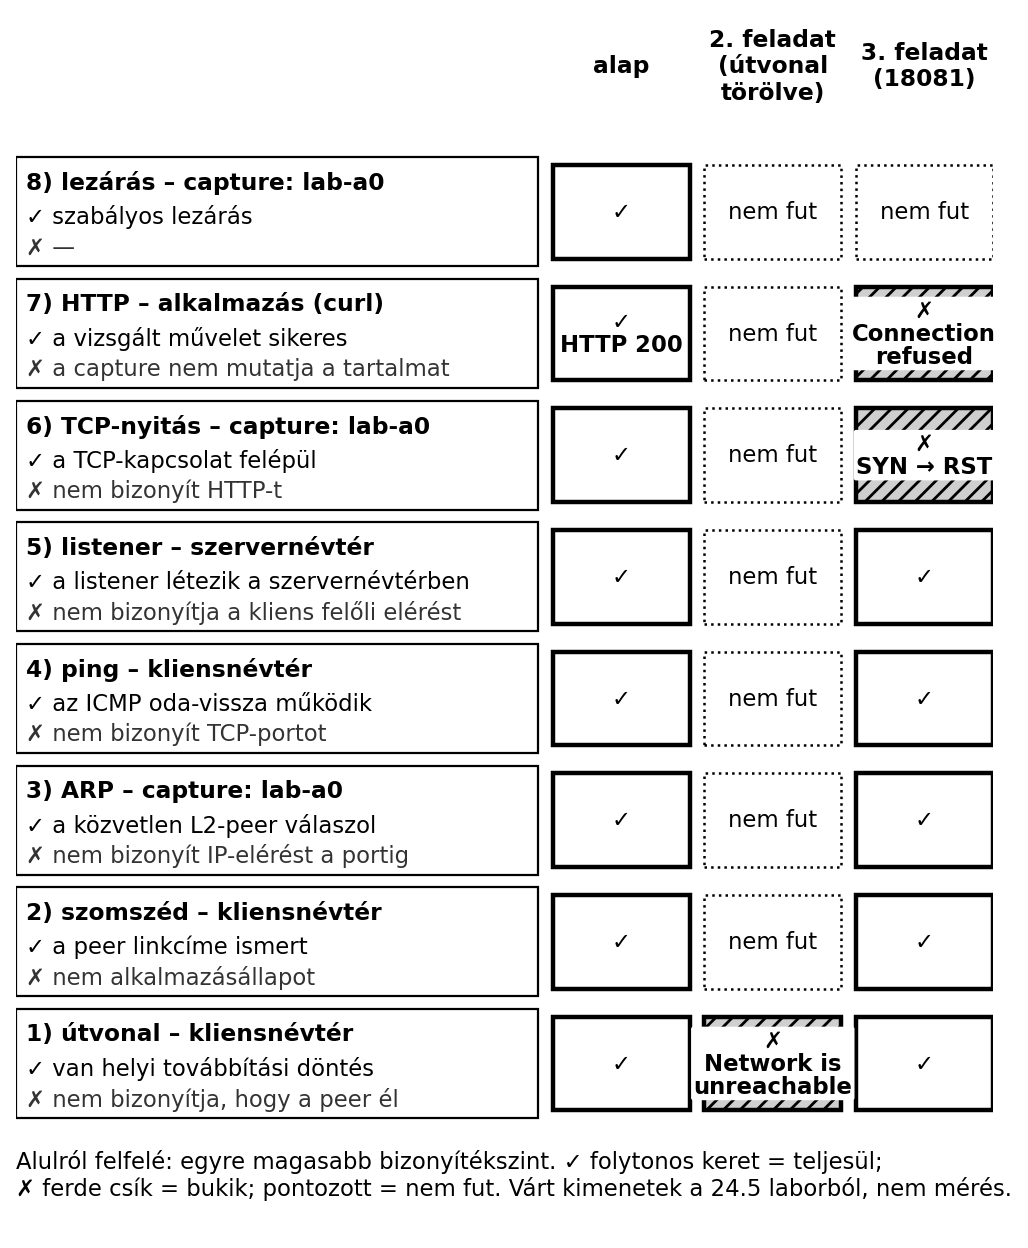 alap
2. feladat
(útvonal
törölve)
3. feladat
(18081)
8) lezárás – capture: lab-a0
✓ szabályos lezárás
✗ —
✓
nem fut
nem fut
7) HTTP – alkalmazás (curl)
✓ a vizsgált művelet sikeres
✗ a capture nem mutatja a tartalmat
✓
HTTP 200
nem fut
✗
Connection
refused
6) TCP-nyitás – capture: lab-a0
✓ a TCP-kapcsolat felépül
✗ nem bizonyít HTTP-t
✓
nem fut
✗
SYN → RST
5) listener – szervernévtér
✓ a listener létezik a szervernévtérben
✗ nem bizonyítja a kliens felőli elérést
✓
nem fut
✓
4) ping – kliensnévtér
✓ az ICMP oda-vissza működik
✗ nem bizonyít TCP-portot
✓
nem fut
✓
3) ARP – capture: lab-a0
✓ a közvetlen L2-peer válaszol
✗ nem bizonyít IP-elérést a portig
✓
nem fut
✓
2) szomszéd – kliensnévtér
✓ a peer linkcíme ismert
✗ nem alkalmazásállapot
✓
nem fut
✓
1) útvonal – kliensnévtér
✓ van helyi továbbítási döntés
✗ nem bizonyítja, hogy a peer él
✓
✗
Network is
unreachable
✓
Alulról felfelé: egyre magasabb bizonyítékszint. ✓ folytonos keret = teljesül;
✗ ferde csík = bukik; pontozott = nem fut. Várt kimenetek a 24.5 laborból, nem mérés.